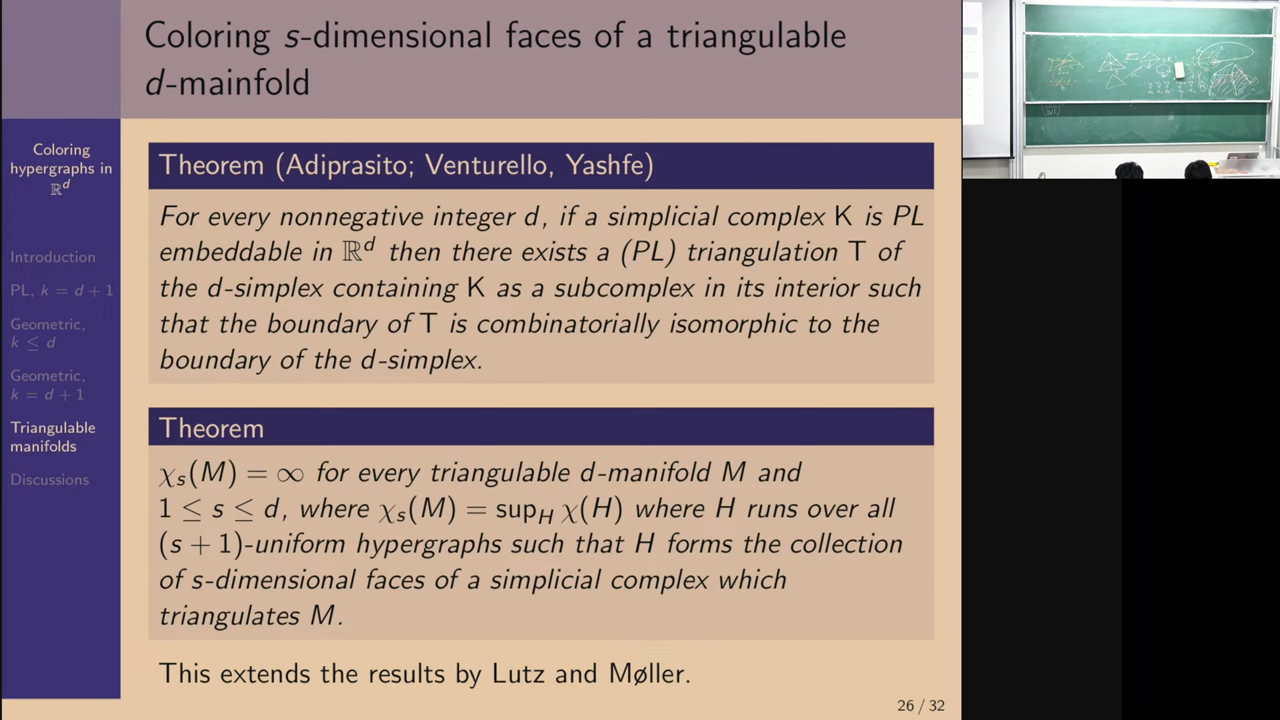 Coloring s-dimensional faces of a triangulable
d-mainfold
Coloring
hypergraphs in
ℝᵈ
Introduction
PL, k = d + 1
Geometric,
k ≤ d
Geometric,
k = d + 1
Triangulable
manifolds
Discussions
Theorem (Adiprasito; Venturello, Yashfe)
For every nonnegative integer d, if a simplicial complex K is PL
embeddable in ℝᵈ then there exists a (PL) triangulation T of
the d-simplex containing K as a subcomplex in its interior such
that the boundary of T is combinatorially isomorphic to the
boundary of the d-simplex.
Theorem
χₛ(M) = ∞ for every triangulable d-manifold M and
1 ≤ s ≤ d, where χₛ(M) = sup_H χ(H) where H runs over all
(s + 1)-uniform hypergraphs such that H forms the collection
of s-dimensional faces of a simplicial complex which
triangulates M.
This extends the results by Lutz and Møller.
26 / 32